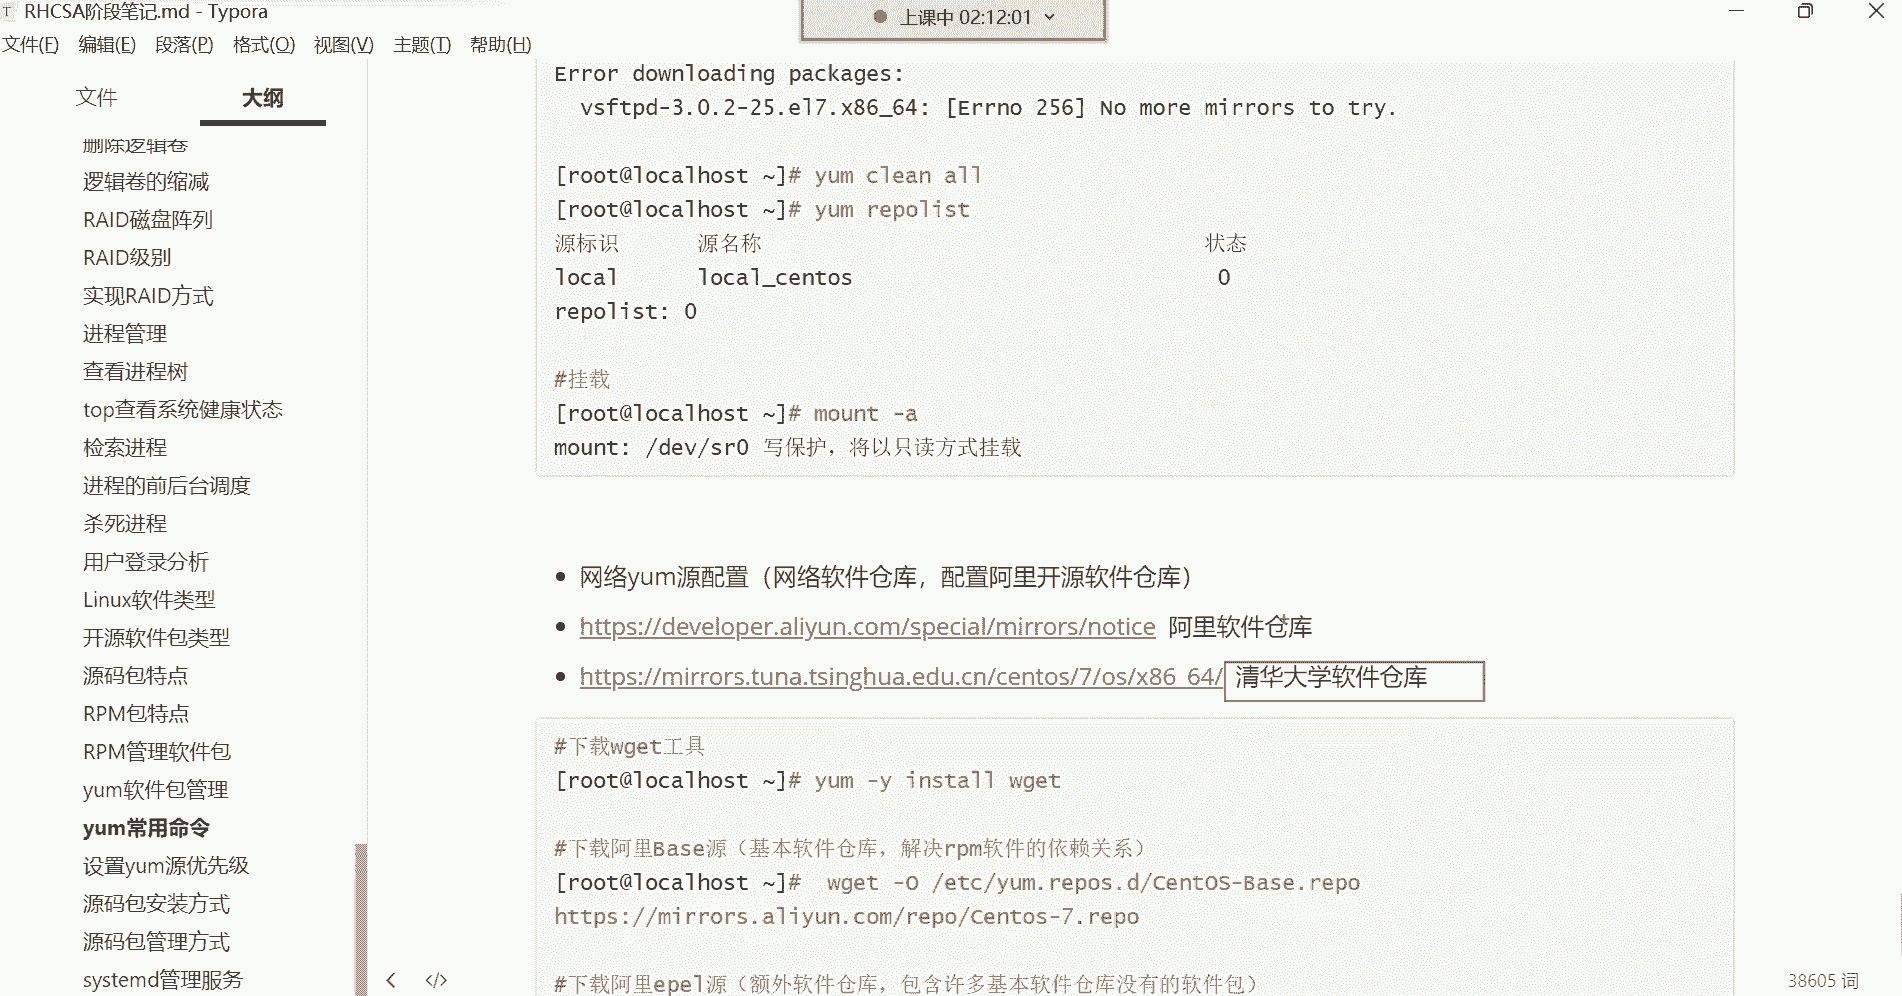 RHCSA阶段笔记.md - Typora
上课中 02:12:01
文件(F) 编辑(E) 段落(P) 格式(O) 视图(V) 主题(T) 帮助(H)
文件 大纲
删除逻辑卷
逻辑卷的缩减
RAID磁盘阵列
RAID级别
实现RAID方式
进程管理
查看进程树
top查看系统健康状态
检索进程
进程的前后台调度
杀死进程
用户登录分析
Linux软件类型
开源软件包类型
源码包特点
RPM包特点
RPM管理软件包
yum软件包管理
yum常用命令
设置yum源优先级
源码包安装方式
源码包管理方式
systemd管理服务
Error downloading packages:
vsftpd-3.0.2-25.el7.x86_64: [Errno 256] No more mirrors to try.
[root@localhost ~]# yum clean all
[root@localhost ~]# yum repolist
源标识 源名称 状态
local local_centos 0
repolist: 0
#挂载
[root@localhost ~]# mount -a
mount: /dev/sr0 写保护，将以只读方式挂载
网络yum源配置（网络软件仓库，配置阿里开源软件仓库）
https://developer.aliyun.com/special/mirrors/notice 阿里软件仓库
https://mirrors.tuna.tsinghua.edu.cn/centos/7/os/x86_64/ 清华大学软件仓库
#下载wget工具
[root@localhost ~]# yum -y install wget
#下载阿里Base源（基本软件仓库，解决rpm软件的依赖关系）
[root@localhost ~]# wget -O /etc/yum.repos.d/CentOS-Base.repo
https://mirrors.aliyun.com/repo/Centos-7.repo
#下载阿里epel源（额外软件仓库，包含许多基本软件仓库没有的软件包）
38605 词